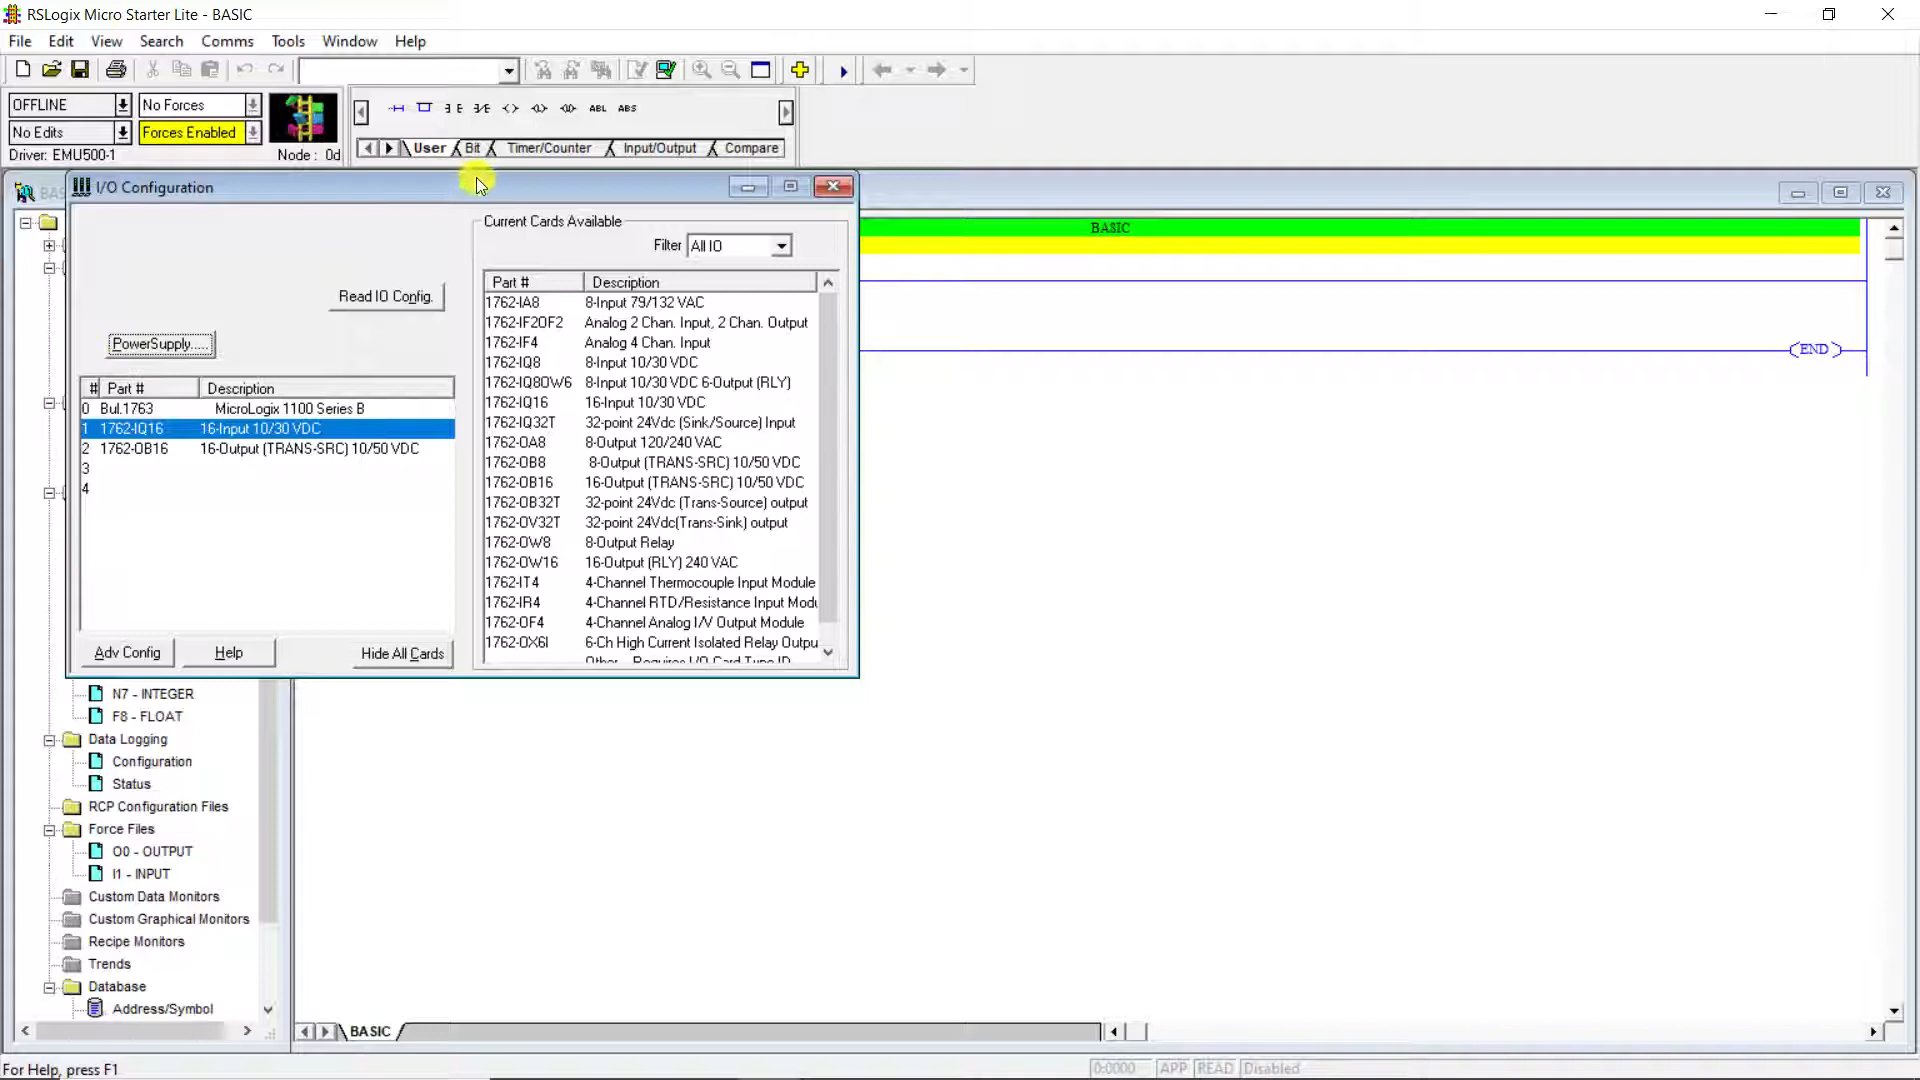 RSLogix Micro Starter Lite - BASIC
File Edit View Search Comms Tools Window Help
OFFLINE No Forces
ABL ABS
No Edits Forces Enabled
Driver: EMU500-1 Node : 0d
User Bit Timer/Counter Input/Output Compare
I/O Configuration
Current Cards Available
Filter All IO
Read IO Config.
PowerSupply.....
# Part # Description
0 Bul.1763 MicroLogix 1100 Series B
1 1762-IQ16 16-Input 10/30 VDC
2 1762-OB16 16-Output (TRANS-SRC) 10/50 VDC
3
4
Adv Config Help Hide All Cards
Part # Description
1762-IA8 8-Input 79/132 VAC
1762-IF2OF2 Analog 2 Chan. Input, 2 Chan. Output
1762-IF4 Analog 4 Chan. Input
1762-IQ8 8-Input 10/30 VDC
1762-IQ8OW6 8-Input 10/30 VDC 6-Output (RLY)
1762-IQ16 16-Input 10/30 VDC
1762-IQ32T 32-point 24Vdc (Sink/Source) Input
1762-OA8 8-Output 120/240 VAC
1762-OB8 8-Output (TRANS-SRC) 10/50 VDC
1762-OB16 16-Output (TRANS-SRC) 10/50 VDC
1762-OB32T 32-point 24Vdc (Trans-Source) output
1762-OV32T 32-point 24Vdc(Trans-Sink) output
1762-OW8 8-Output Relay
1762-OW16 16-Output (RLY) 240 VAC
1762-IT4 4-Channel Thermocouple Input Module
1762-IR4 4-Channel RTD/Resistance Input Modu
1762-OF4 4-Channel Analog I/V Output Module
1762-OX6I 6-Ch High Current Isolated Relay Outpu
Other Requires I/O Card Type ID
BASIC
END
N7 - INTEGER
F8 - FLOAT
Data Logging
Configuration
Status
RCP Configuration Files
Force Files
O0 - OUTPUT
I1 - INPUT
Custom Data Monitors
Custom Graphical Monitors
Recipe Monitors
Trends
Database
Address/Symbol
BASIC
For Help, press F1
0:0000 APP READ Disabled